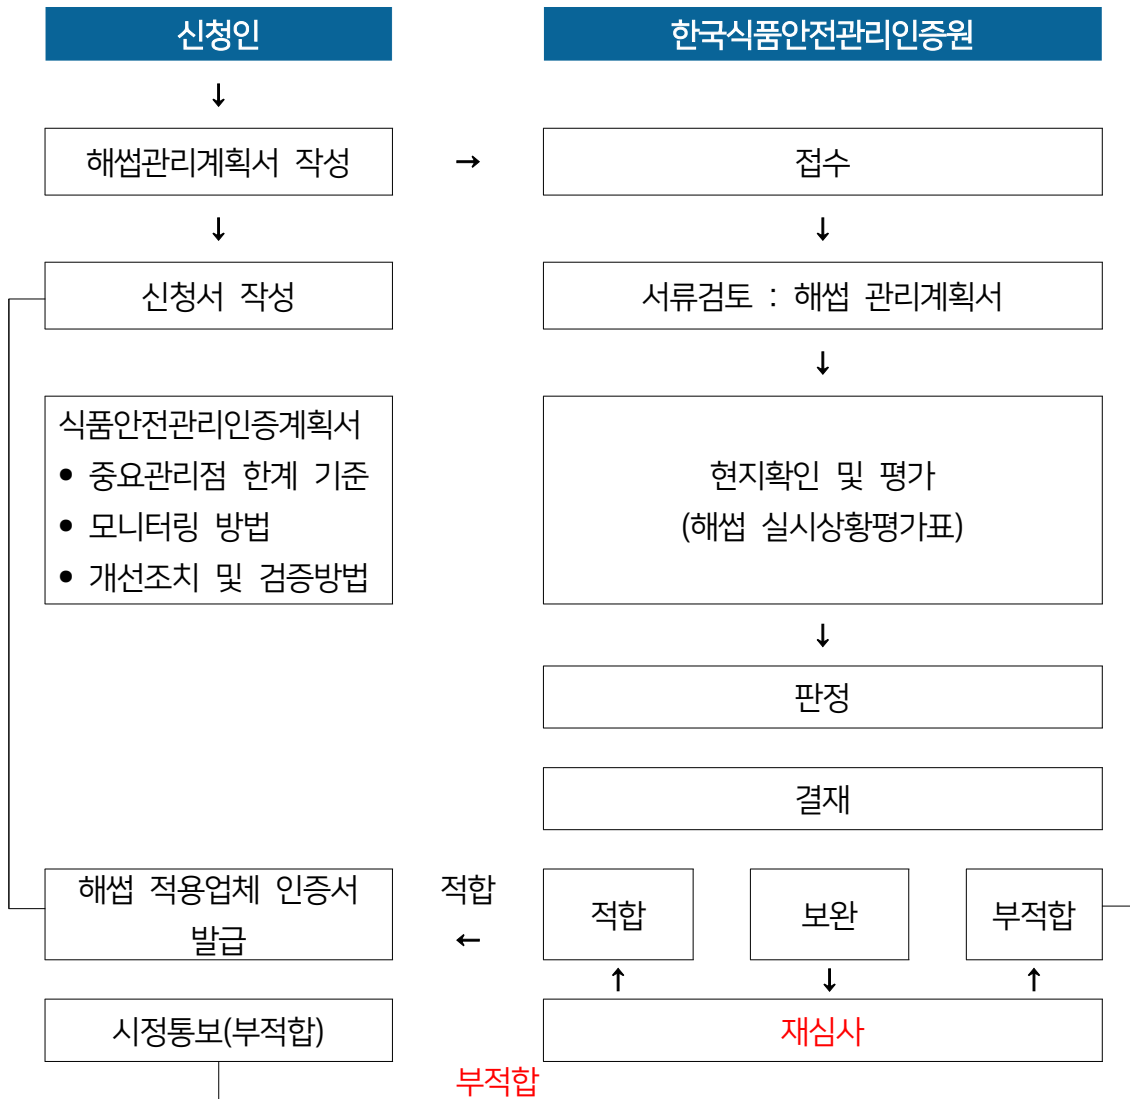 신청인
한국식품안전관리인증원
↓
해썹관리계획서 작성
→
접수
↓
↓
신청서 작성
서류검토 : 해썹 관리계획서
↓
식품안전관리인증계획서
• 중요관리점 한계 기준
• 모니터링 방법
• 개선조치 및 검증방법
현지확인 및 평가
(해썹 실시상황평가표)
↓
판정
결재
해썹 적용업체 인증서
발급
적합
←
적합
보완
부적합
↑
↓
↑
시정통보(부적합)
재심사
부적합